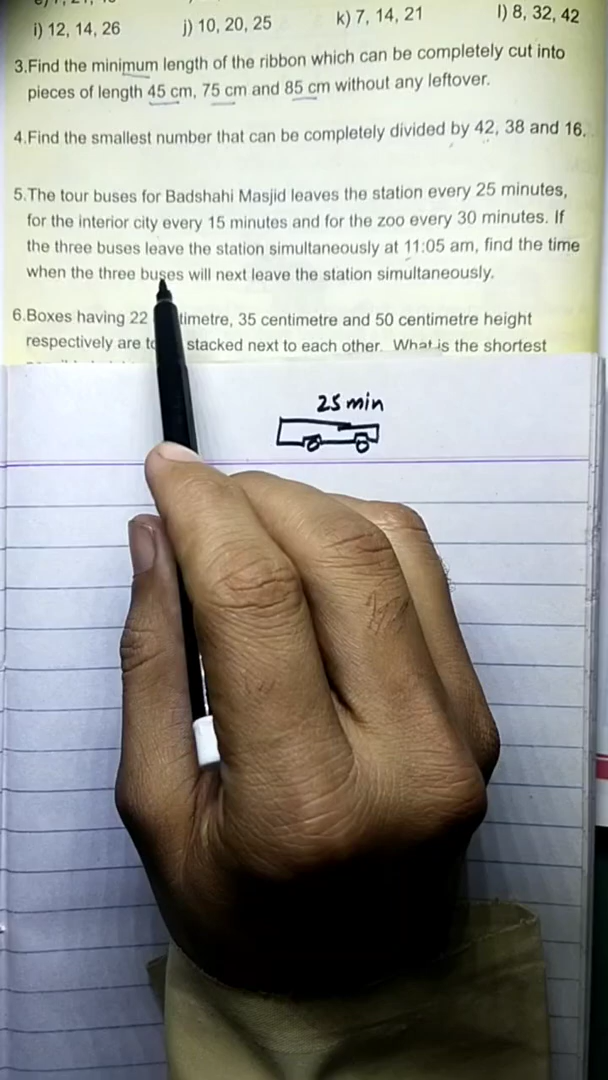 i) 12, 14, 26 j) 10, 20, 25 k) 7, 14, 21 l) 8, 32, 42
3.Find the minimum length of the ribbon which can be completely cut into
pieces of length 45 cm, 75 cm and 85 cm without any leftover.
4.Find the smallest number that can be completely divided by 42, 38 and 16.
5.The tour buses for Badshahi Masjid leaves the station every 25 minutes,
for the interior city every 15 minutes and for the zoo every 30 minutes. If
the three buses leave the station simultaneously at 11:05 am, find the time
when the three buses will next leave the station simultaneously.
6.Boxes having 22 timetre, 35 centimetre and 50 centimetre height
respectively are stacked next to each other. What is the shortest
25 min